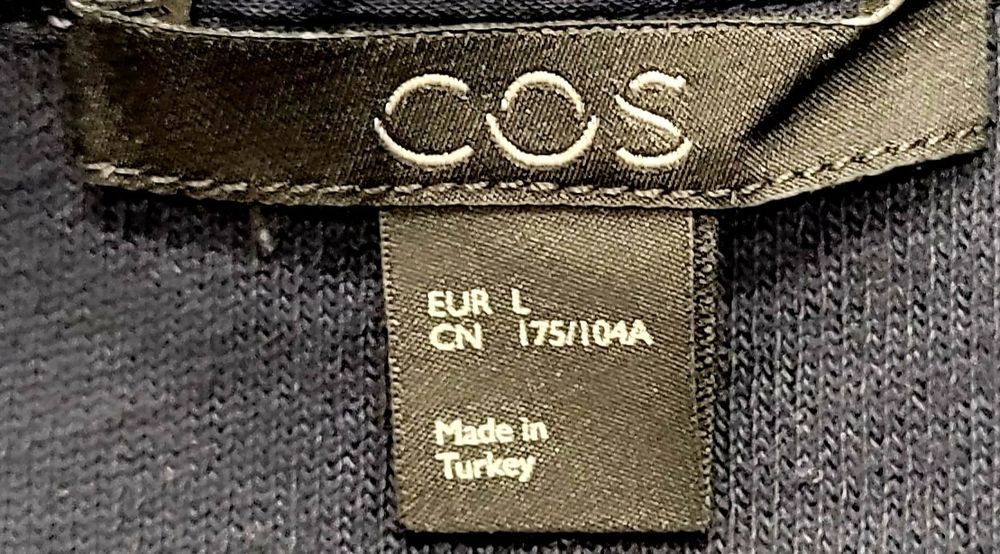 COS
EUR L
CN 175/104A
Made in
Turkey